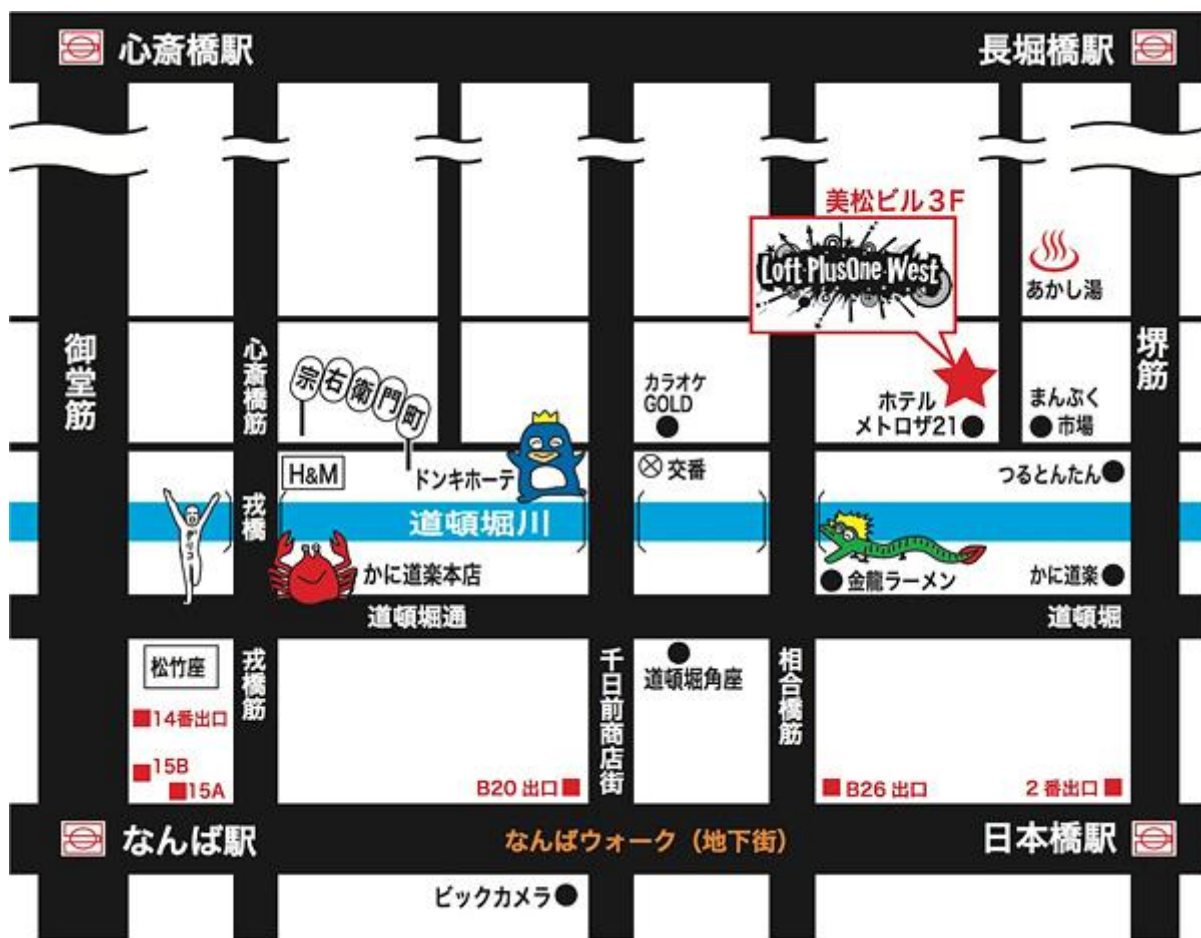 心斎橋駅
長堀橋駅
美松ビル3F
Loft PlusOne West
あかし湯
御堂筋
心斎橋筋
宗右衛門町
カラオケ
GOLD
ホテル
メトロザ21
まんぷく
市場
堺筋
H&M
ドンキホーテ
交番
つるとんたん
戎橋
グリコ
道頓堀川
かに道楽本店
金龍ラーメン
かに道楽
道頓堀通
道頓堀
松竹座
戎橋筋
千日前商店街
道頓堀角座
相合橋筋
14番出口
15B
15A
B20 出口
B26 出口
2番出口
なんば駅
なんばウォーク（地下街）
日本橋駅
ビックカメラ